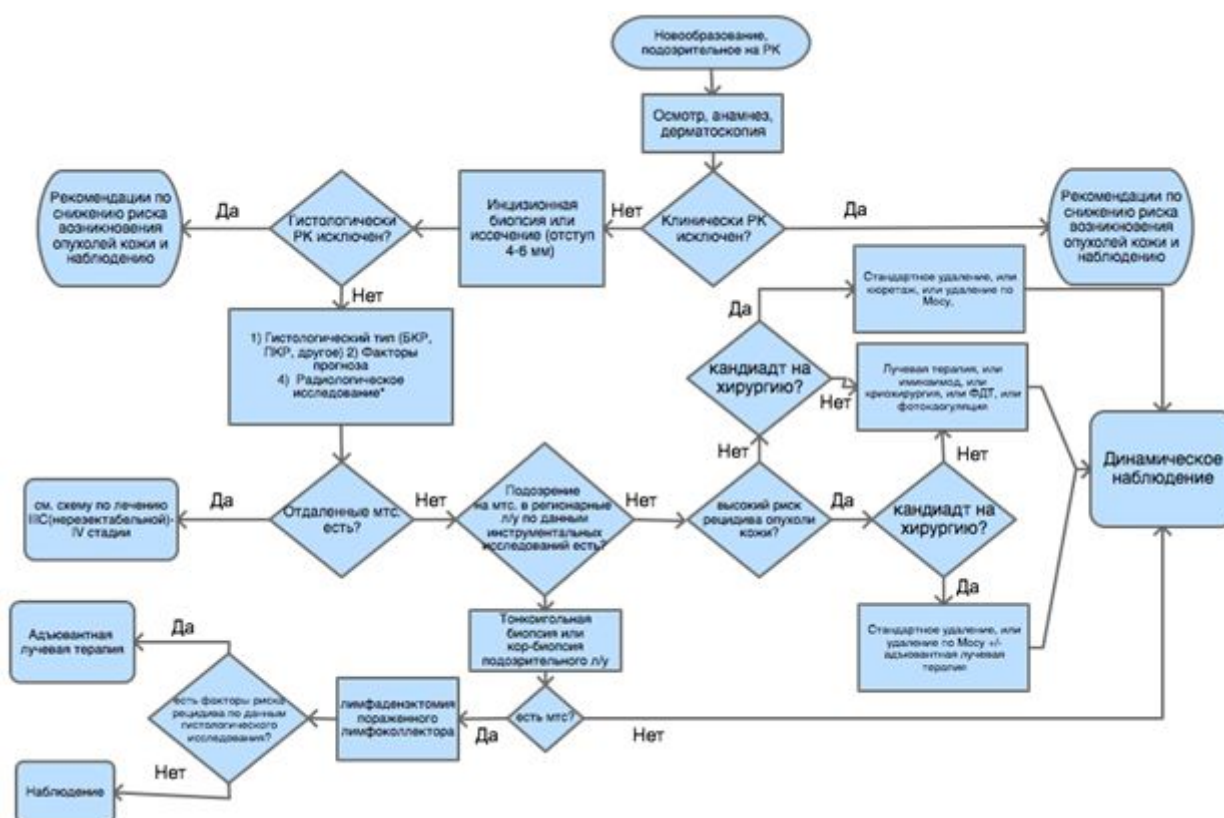 Новообразование,
подозрительное на РК
Осмотр, анамнез,
дерматоскопия
Рекомендации по
снижению риска
возникновения
опухолей кожи и
наблюдению
Да
Гистологически
РК исключен?
Инцизионная
биопсия или
иссечение (отступ
4-6 мм)
Нет
Клинически РК
исключен?
Да
Рекомендации по
снижению риска
возникновения
опухолей кожи и
наблюдению
Нет
1) Гистологический тип (БКР,
ПКР, другое) 2) Факторы
прогноза
4) Радиологическое
исследование*
Да
Стандартное удаление, или
кюретаж, или удаление по
Мосу.
кандиадт на
хирургию?
Нет
Лучевая терапия, или
имихимод, или
криохирургия, или ФДТ, или
фотокоагуляция
Нет
Нет
см. схему по лечению
IIIC(нерезектабельной)-
IV стадии
Да
Отдаленные мтс.
есть?
Нет
Подозрение
на мтс. в регионарные
л/у по данным
инструментальных
исследований есть?
Нет
высокий риск
рецидива опухоли
кожи?
Да
кандиадт на
хирургию?
Динамическое
наблюдение
Да
Стандартное удаление, или
удаление по Мосу +/-
адъювантная лучевая
терапия
Тонкоигольная
биопсия или
кор-биопсия
подозрительного л/у
Адъювантная
лучевая терапия
Да
есть факторы риска
рецидива по данным
гистологического
исследования?
лимфаденэктомия
пораженного
лимфоколлектора
Да
есть мтс?
Нет
Нет
Наблюдение